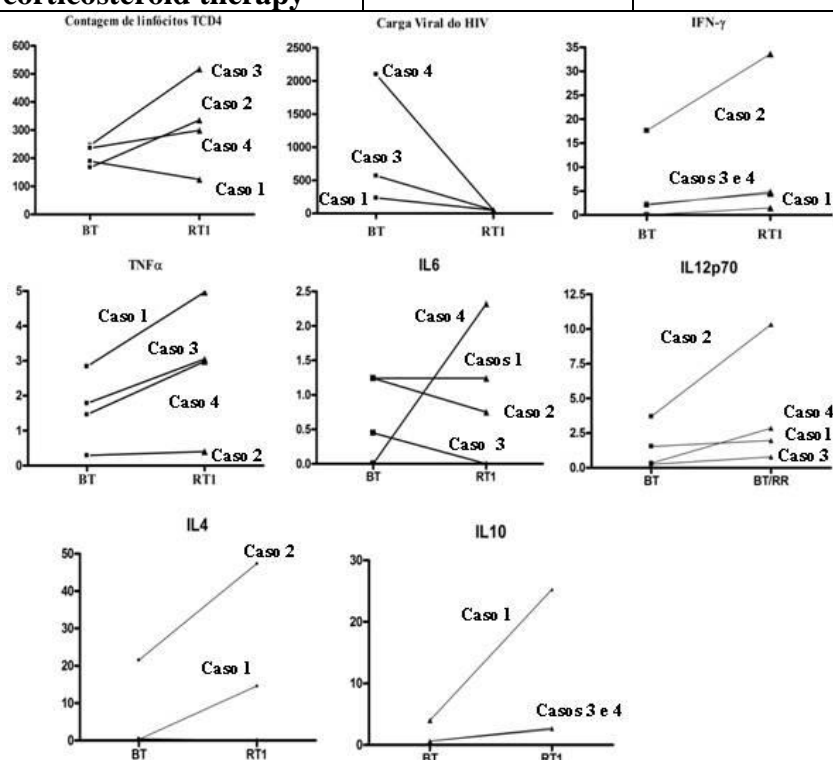 corticosteroid therapy
Contagem de linfócitos TCD4
600
500
400
300
200
100
0
Caso 3
Caso 2
Caso 4
Caso 1
BT
RT1
Carga Viral do HIV
2500
2000
1500
1000
500
0
Caso 4
Caso 3
Caso 1
BT
RT1
IFN-γ
35
30
25
20
15
10
5
0
Caso 2
Casos 3 e 4
Caso 1
BT
RT1
TNFα
5
4
3
2
1
0
Caso 1
Caso 3
Caso 4
Caso 2
BT
RT1
IL6
2.5
2.0
1.5
1.0
0.5
0.0
Caso 4
Casos 1
Caso 2
Caso 3
BT
RT1
IL12p70
12.5
10.0
7.5
5.0
2.5
0.0
Caso 2
Caso 4
Caso 1
Caso 3
BT
BT/RR
IL4
50
40
30
20
10
0
Caso 2
Caso 1
BT
RT1
IL10
30
20
10
0
Caso 1
Casos 3 e 4
BT
RT1